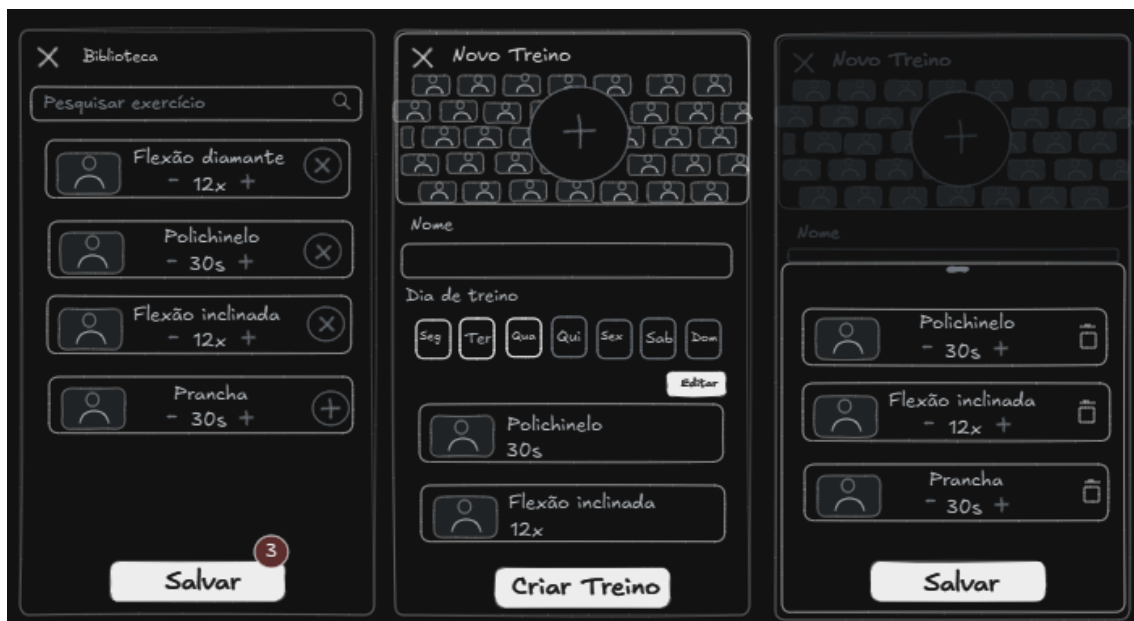 Biblioteca
Pesquisar exercício
Flexão diamante
- 12x +
Polichinelo
- 30s +
Flexão inclinada
- 12x +
Prancha
- 30s +
3
Salvar
Novo Treino
Nome
Dia de treino
Seg Ter Qua Qui Sex Sab Dom
Editar
Polichinelo
30s
Flexão inclinada
12x
Criar Treino
Novo Treino
Nome
Polichinelo
- 30s +
Flexão inclinada
- 12x +
Prancha
- 30s +
Salvar